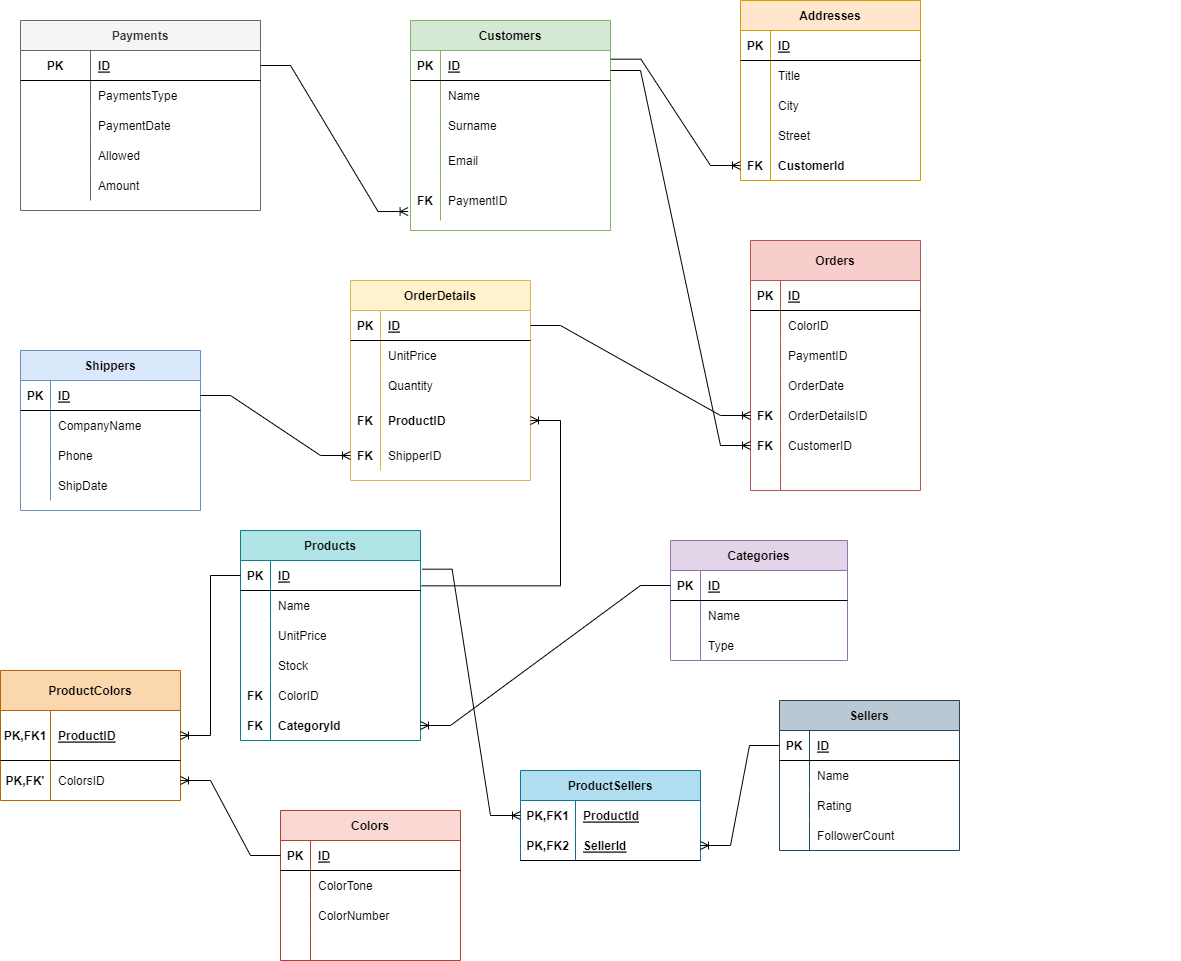 Payments
PK ID
PaymentsType
PaymentDate
Allowed
Amount
Customers
PK ID
Name
Surname
Email
FK PaymentID
Addresses
PK ID
Title
City
Street
FK CustomerId
Orders
PK ID
ColorID
PaymentID
OrderDate
FK OrderDetailsID
FK CustomerID
OrderDetails
PK ID
UnitPrice
Quantity
FK ProductID
FK ShipperID
Shippers
PK ID
CompanyName
Phone
ShipDate
Products
PK ID
Name
UnitPrice
Stock
FK ColorID
FK CategoryId
Categories
PK ID
Name
Type
ProductColors
PK,FK1 ProductID
PK,FK' ColorsID
Sellers
PK ID
Name
Rating
FollowerCount
ProductSellers
PK,FK1 ProductId
PK,FK2 SellerId
Colors
PK ID
ColorTone
ColorNumber